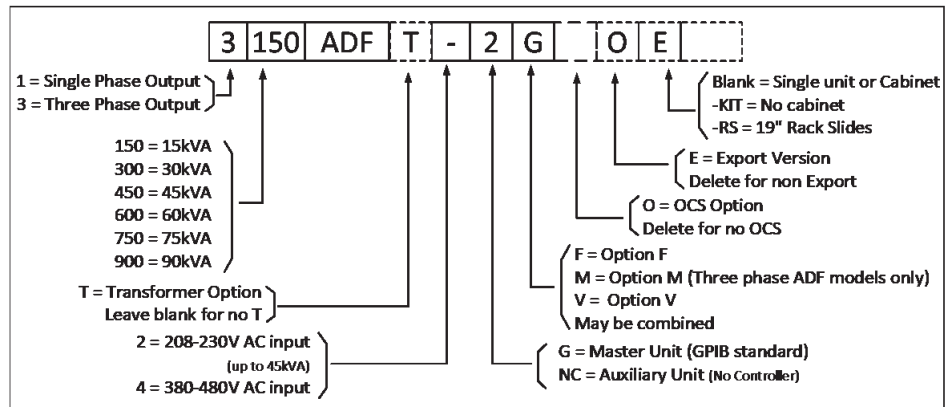 3 150 ADF T - 2 G O E
1 = Single Phase Output
3 = Three Phase Output
150 = 15kVA
300 = 30kVA
450 = 45kVA
600 = 60kVA
750 = 75kVA
900 = 90kVA
T = Transformer Option
Leave blank for no T
2 = 208-230V AC input
(up to 45kVA)
4 = 380-480V AC input
Blank = Single unit or Cabinet
-KIT = No cabinet
-RS = 19" Rack Slides
E = Export Version
Delete for non Export
O = OCS Option
Delete for no OCS
F = Option F
M = Option M (Three phase ADF models only)
V = Option V
May be combined
G = Master Unit (GPIB standard)
NC = Auxiliary Unit (No Controller)